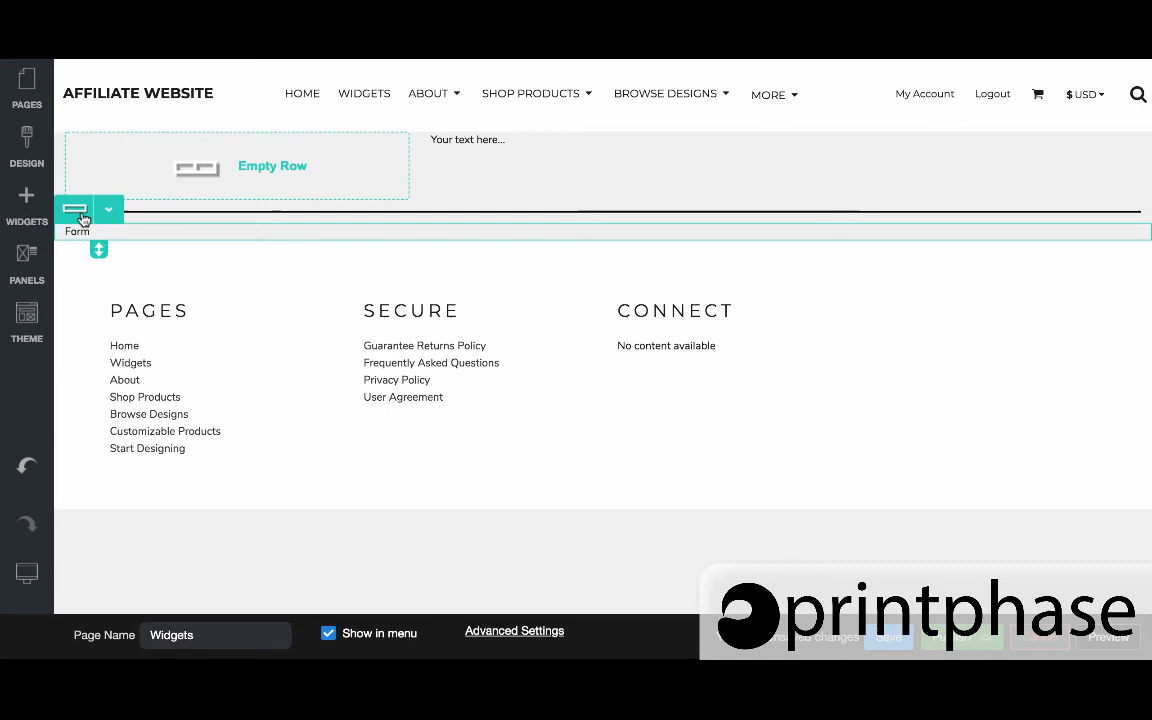 AFFILIATE WEBSITE
HOME WIDGETS ABOUT SHOP PRODUCTS BROWSE DESIGNS MORE
My Account Logout $ USD
PAGES
DESIGN
WIDGETS
PANELS
THEME
Empty Row
Your text here...
Form
PAGES
Home
Widgets
About
Shop Products
Browse Designs
Customizable Products
Start Designing
SECURE
Guarantee Returns Policy
Frequently Asked Questions
Privacy Policy
User Agreement
CONNECT
No content available
Page Name Widgets Show in menu Advanced Settings
changes Save Publish Preview
printphase